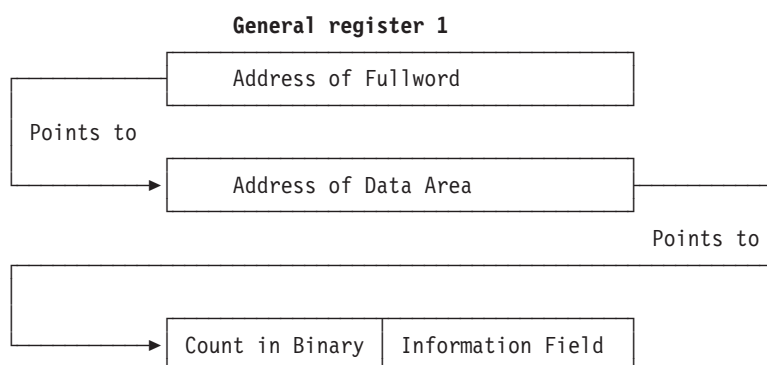 General register 1
Address of Fullword
Points to
Address of Data Area
Points to
Count in Binary Information Field